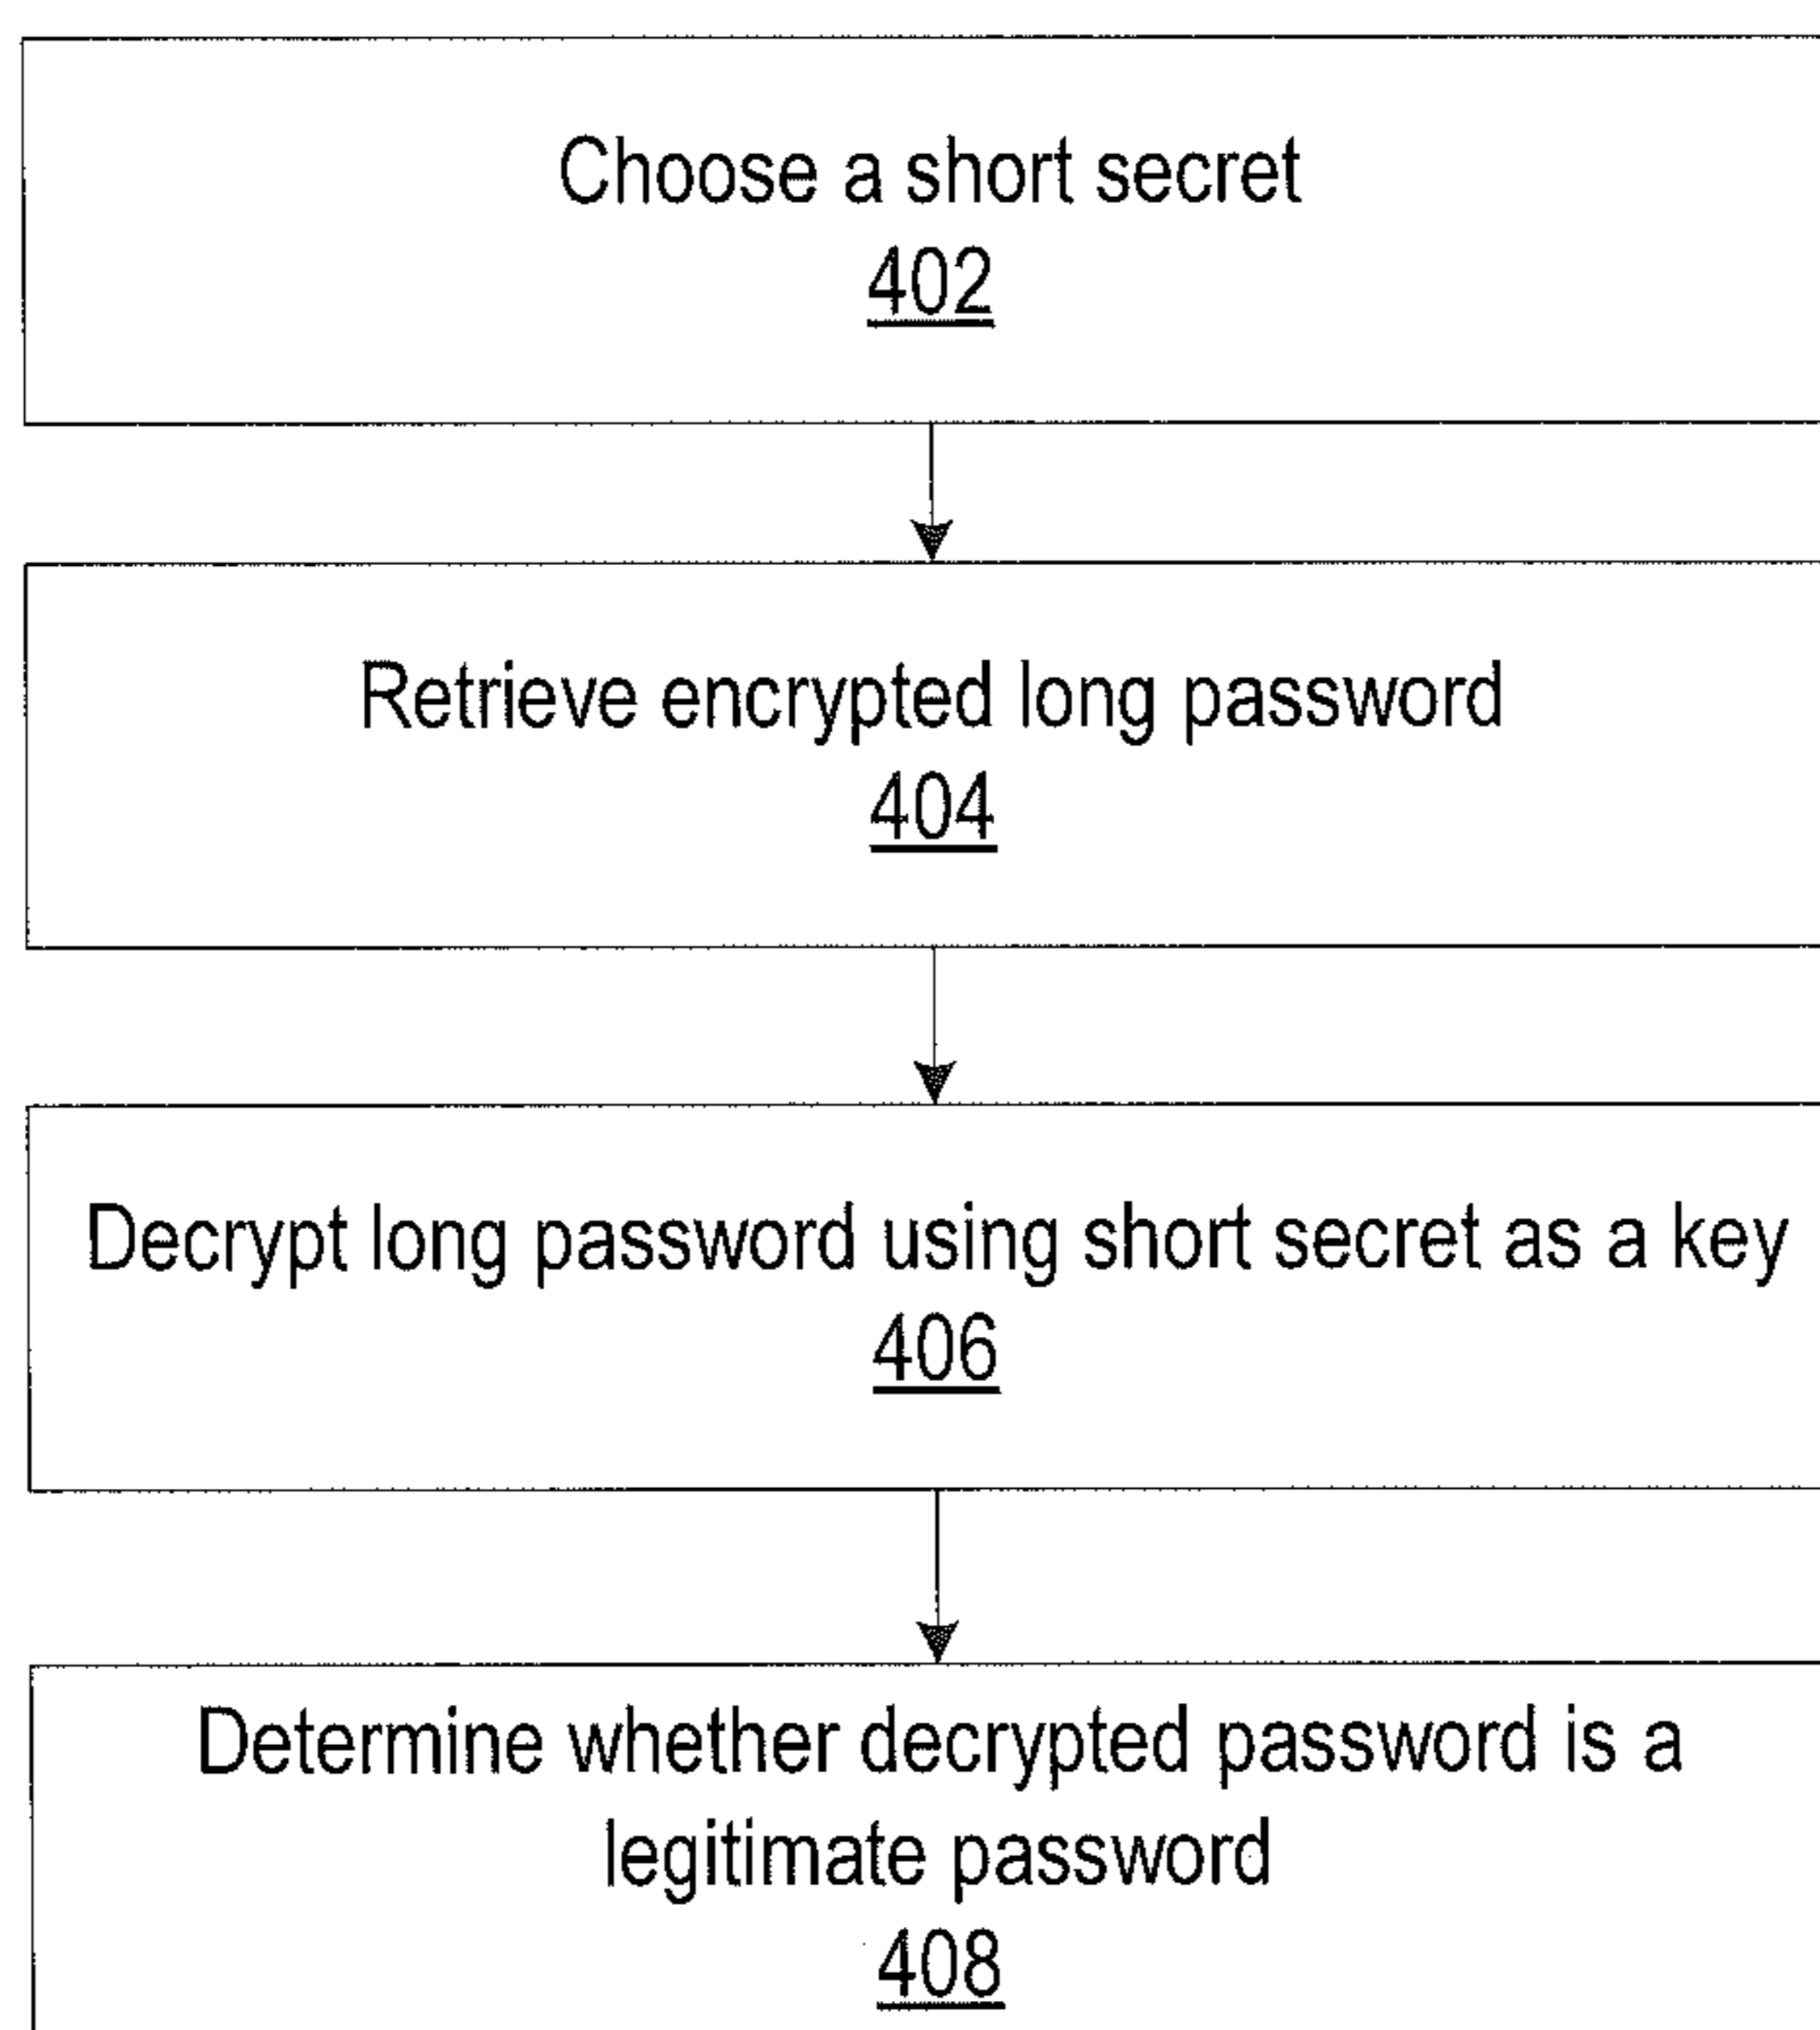 Choose a short secret
402
Retrieve encrypted long password
404
Decrypt long password using short secret as a key
406
Determine whether decrypted password is a
legitimate password
408